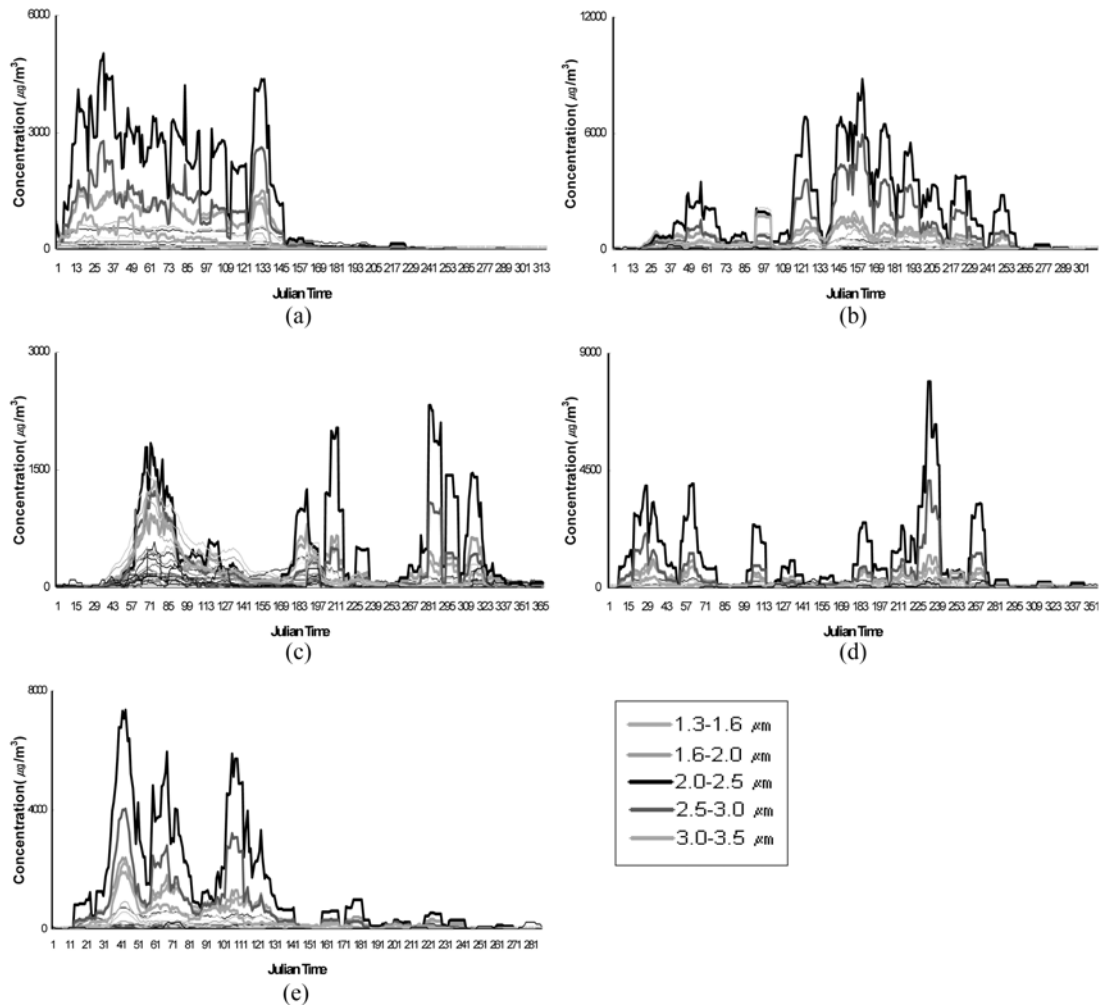 6000
3000
0
Concentration( μg/m³)
1 13 25 37 49 61 73 85 97 109 121 133 145 157 169 181 193 205 217 229 241 253 265 277 289 301 313
Julian Time
(a)
12000
6000
0
Concentration( μg/m³)
1 13 25 37 49 61 73 85 97 109 121 133 145 157 169 181 193 205 217 229 241 253 265 277 289 301
Julian Time
(b)
3000
1500
0
Concentration( μg/m³)
1 15 29 43 57 71 85 99 113 127 141 155 169 183 197 211 225 239 253 267 281 295 309 323 337 351 365
Julian Time
(c)
9000
4500
0
Concentration( μg/m³)
1 15 29 43 57 71 85 99 113 127 141 155 169 183 197 211 225 239 253 267 281 295 309 323 337 351
Julian Time
(d)
8000
4000
0
Concentration( μg/m³)
1 11 21 31 41 51 61 71 81 91 101 111 121 131 141 151 161 171 181 191 201 211 221 231 241 251 261 271 281
Julian Time
(e)
1.3-1.6 μm
1.6-2.0 μm
2.0-2.5 μm
2.5-3.0 μm
3.0-3.5 μm